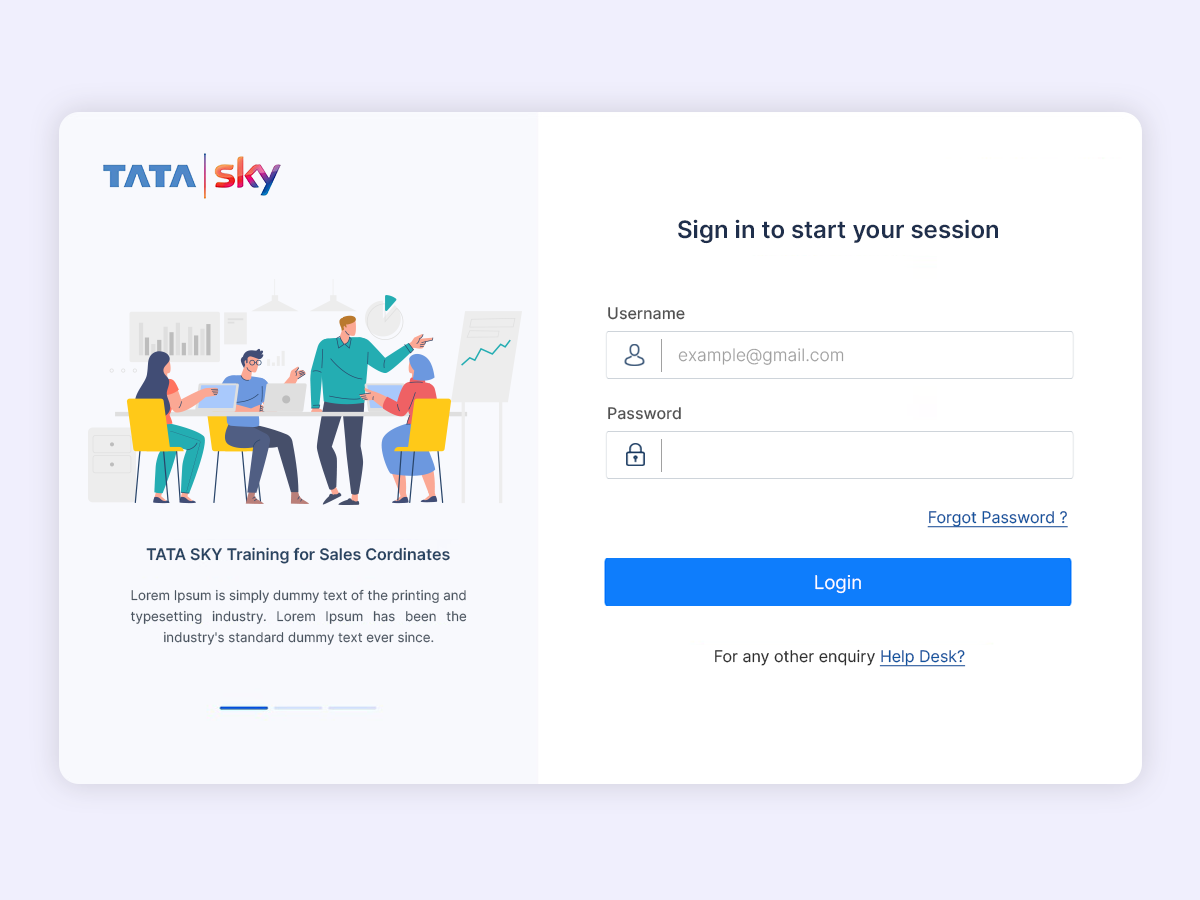 TATA sky
TATA SKY Training for Sales Cordinates
Lorem Ipsum is simply dummy text of the printing and
typesetting industry. Lorem Ipsum has been the
industry's standard dummy text ever since.
Sign in to start your session
Username
example@gmail.com
Password
Forgot Password ?
Login
For any other enquiry Help Desk?